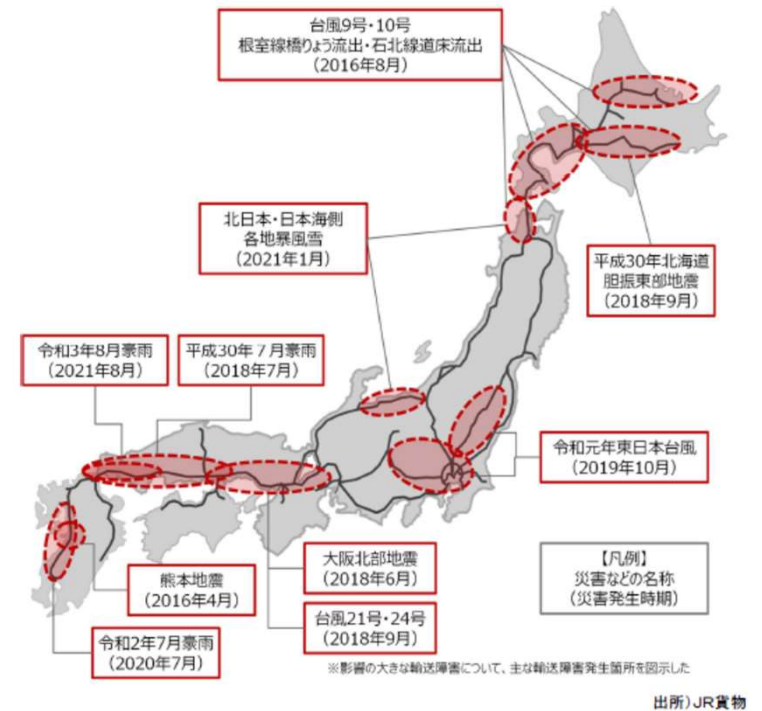 台風9号・10号
根室線橋りょう流出・石北線道床流出
（2016年8月）
北日本・日本海側
各地暴風雪
（2021年1月）
平成30年北海道
胆振東部地震
（2018年9月）
令和3年8月豪雨
（2021年8月）
平成30年７月豪雨
（2018年7月）
令和元年東日本台風
（2019年10月）
大阪北部地震
（2018年6月）
【凡例】
災害などの名称
（災害発生時期）
熊本地震
（2016年4月）
台風21号・24号
（2018年9月）
令和2年7月豪雨
（2020年7月）
※影響の大きな輸送障害について、主な輸送障害発生箇所を図示した
出所）ＪＲ貨物